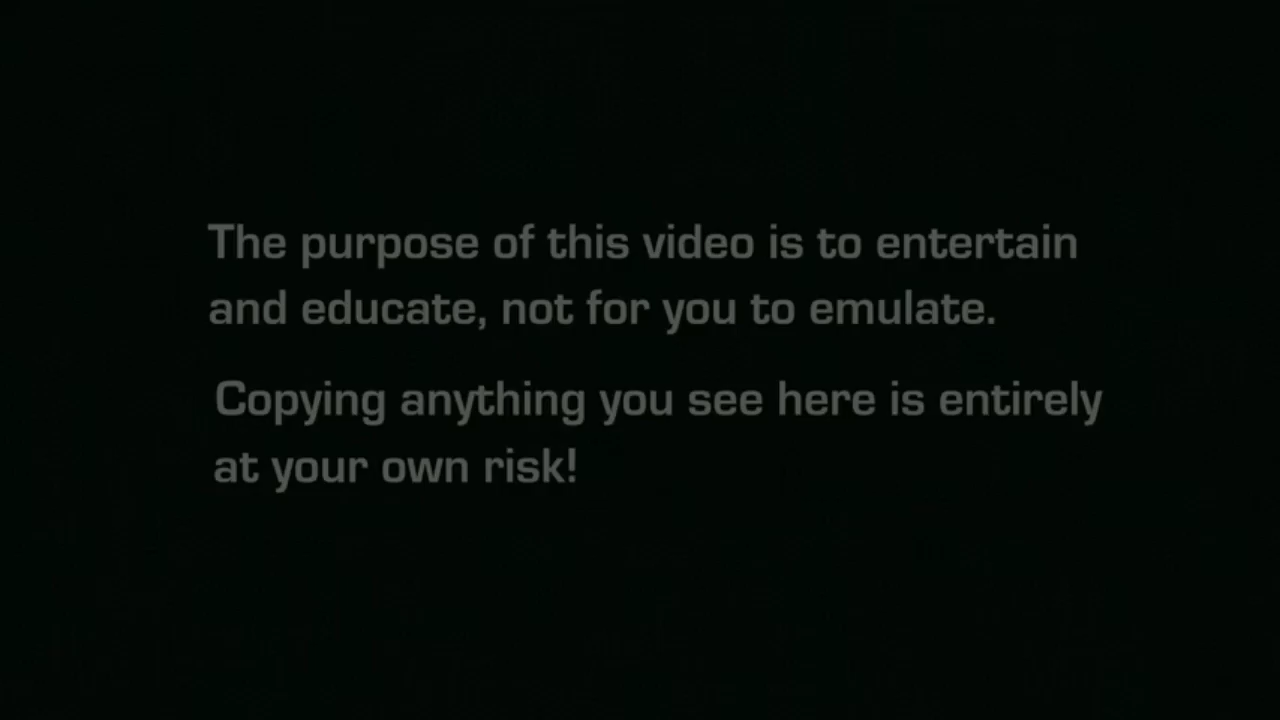 The purpose of this video is to entertain
and educate, not for you to emulate.
Copying anything you see here is entirely
at your own risk!